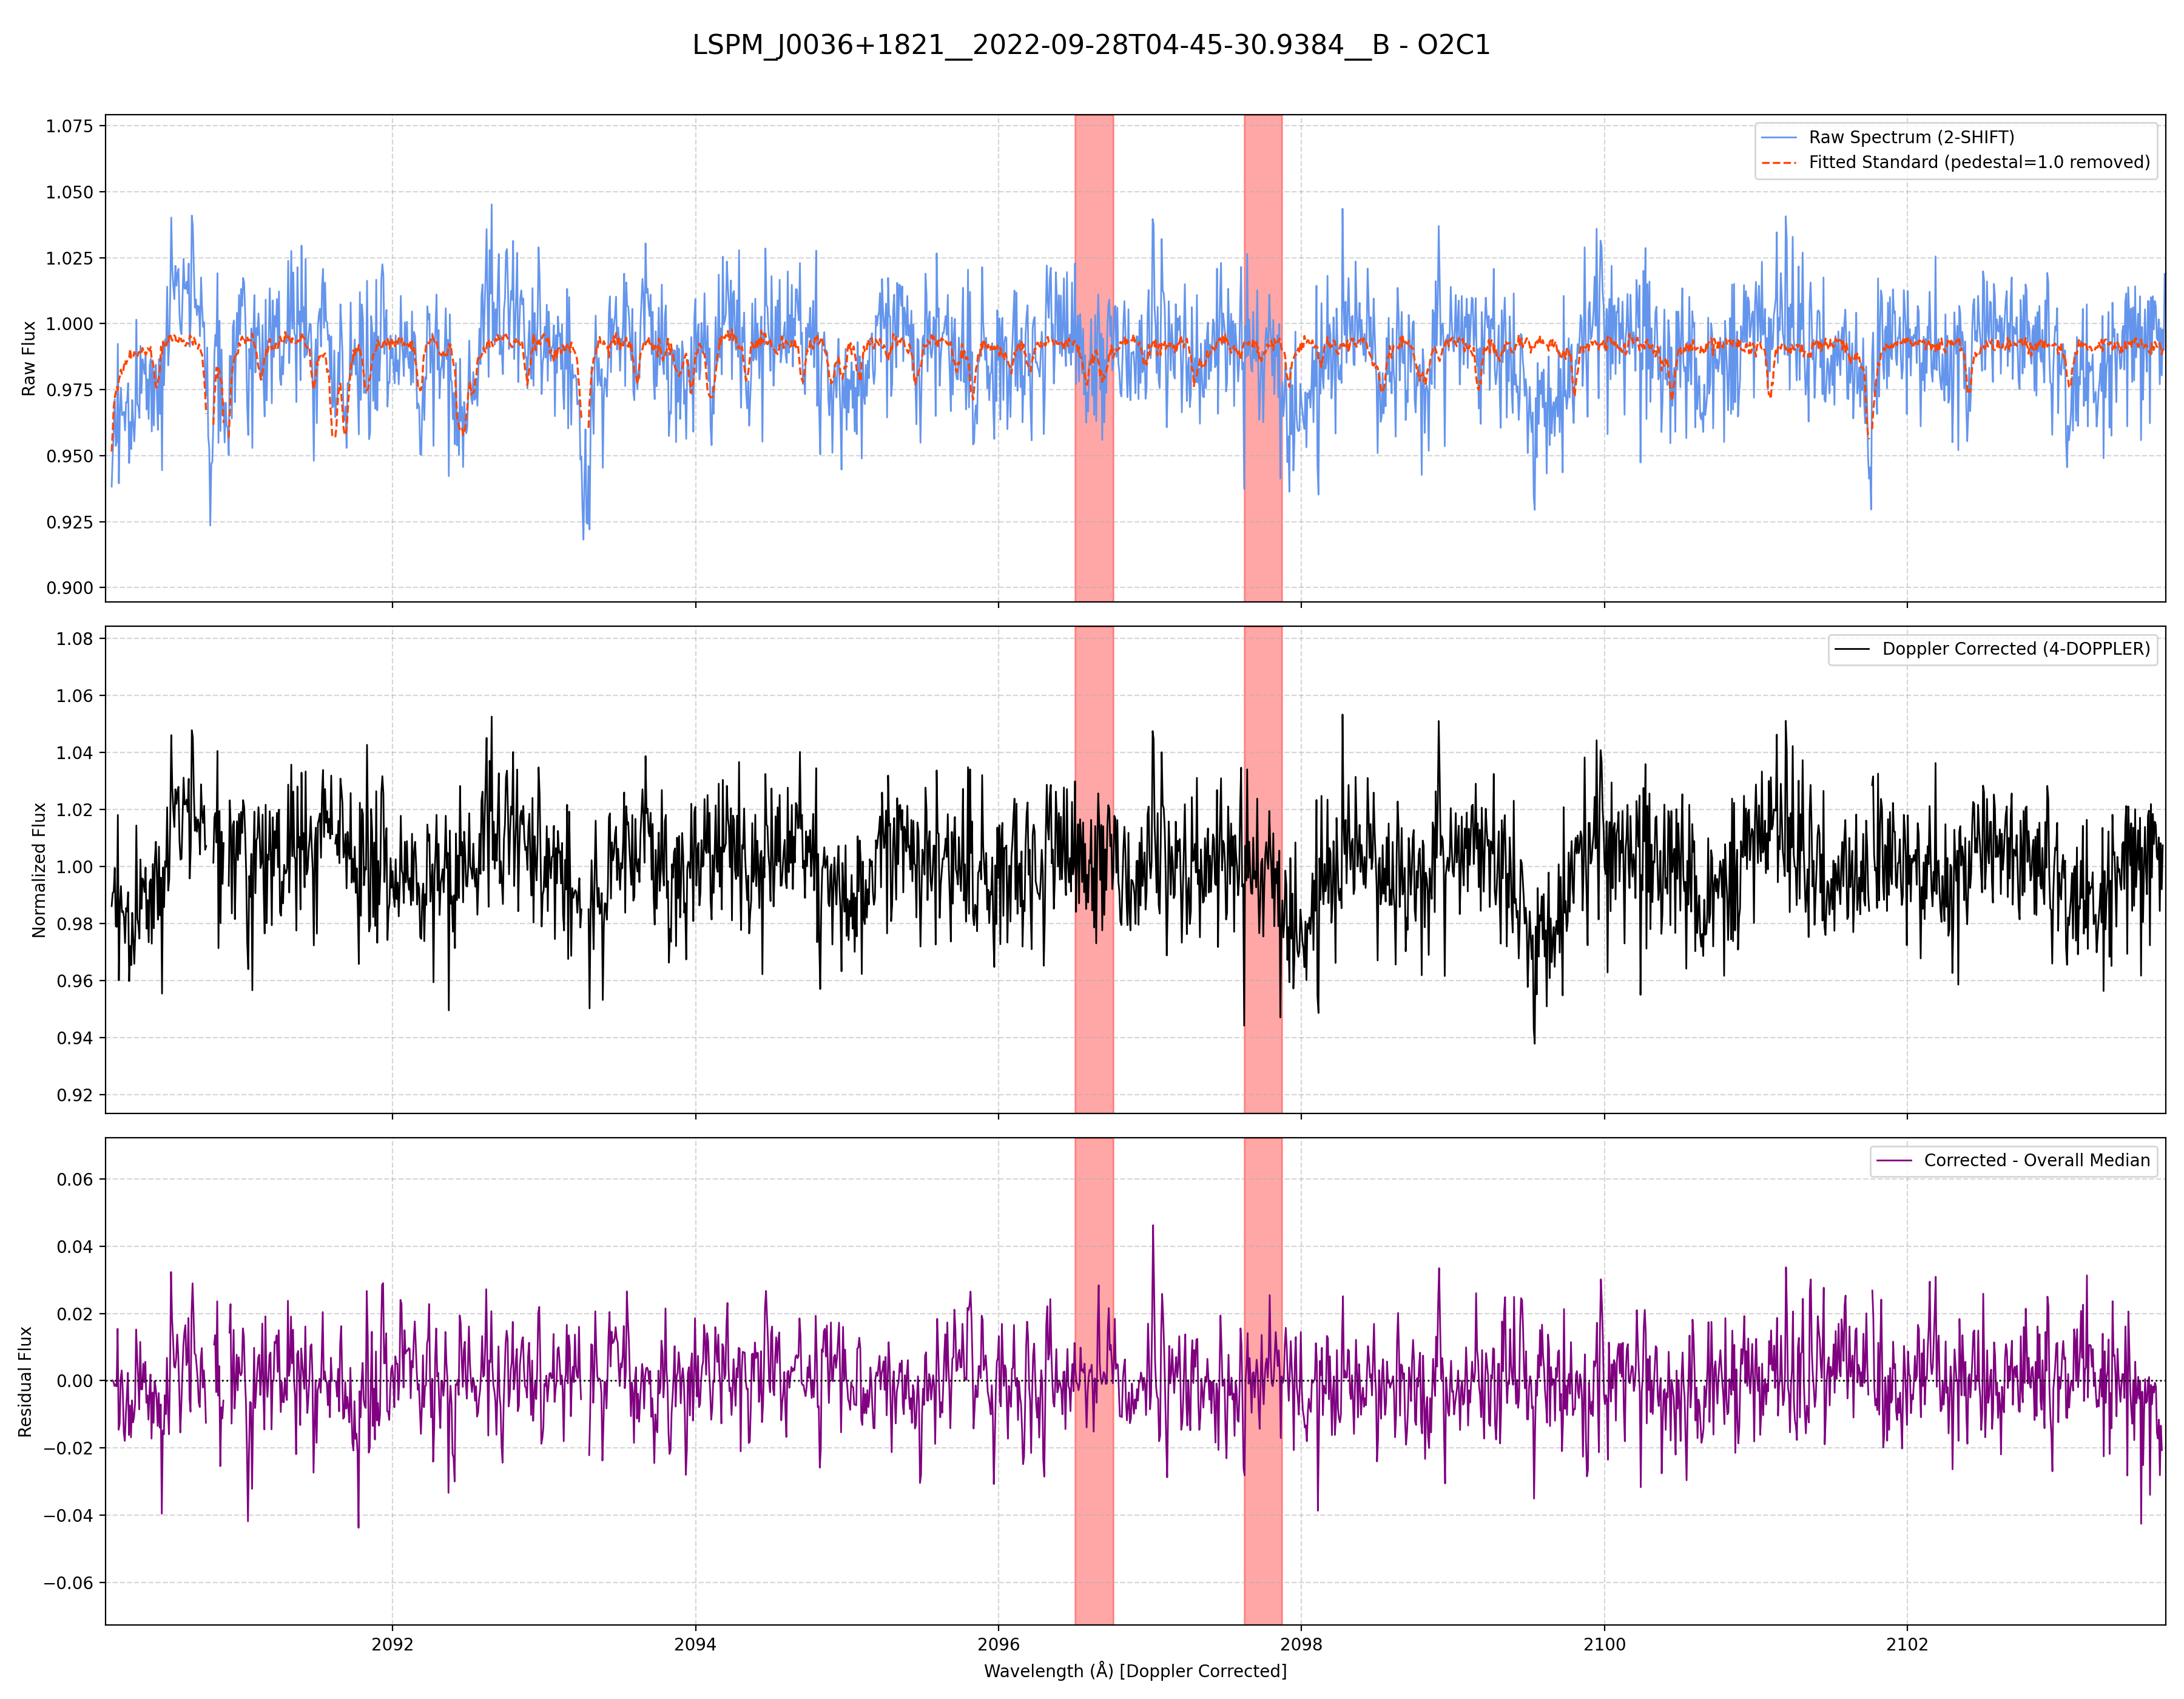 LSPM_J0036+1821__2022-09-28T04-45-30.9384__B - O2C1
Raw Flux
1.075
1.050
1.025
1.000
0.975
0.950
0.925
0.900
Raw Spectrum (2-SHIFT)
Fitted Standard (pedestal=1.0 removed)
Normalized Flux
1.08
1.06
1.04
1.02
1.00
0.98
0.96
0.94
0.92
Doppler Corrected (4-DOPPLER)
Residual Flux
0.06
0.04
0.02
0.00
−0.02
−0.04
−0.06
Corrected - Overall Median
2092 2094 2096 2098 2100 2102
Wavelength (Å) [Doppler Corrected]